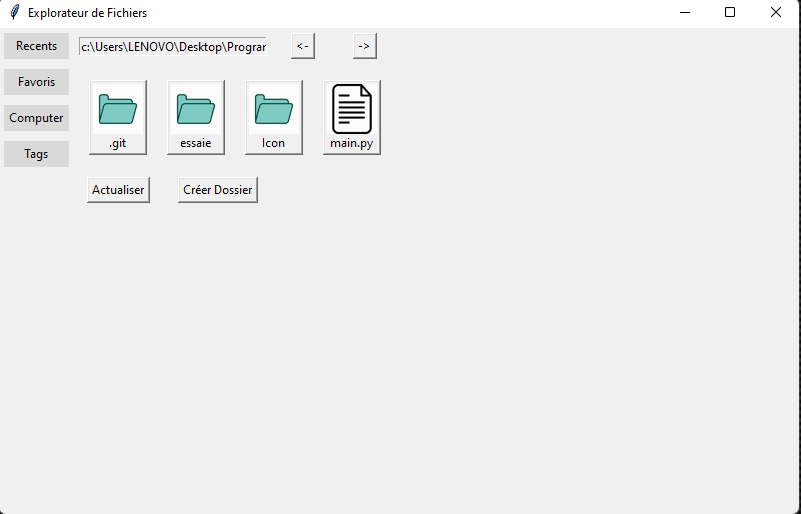 Explorateur de Fichiers
Recents
c:\Users\LENOVO\Desktop\Prograr
<-
->
Favoris
Computer
Tags
.git
essaie
Icon
main.py
Actualiser
Créer Dossier